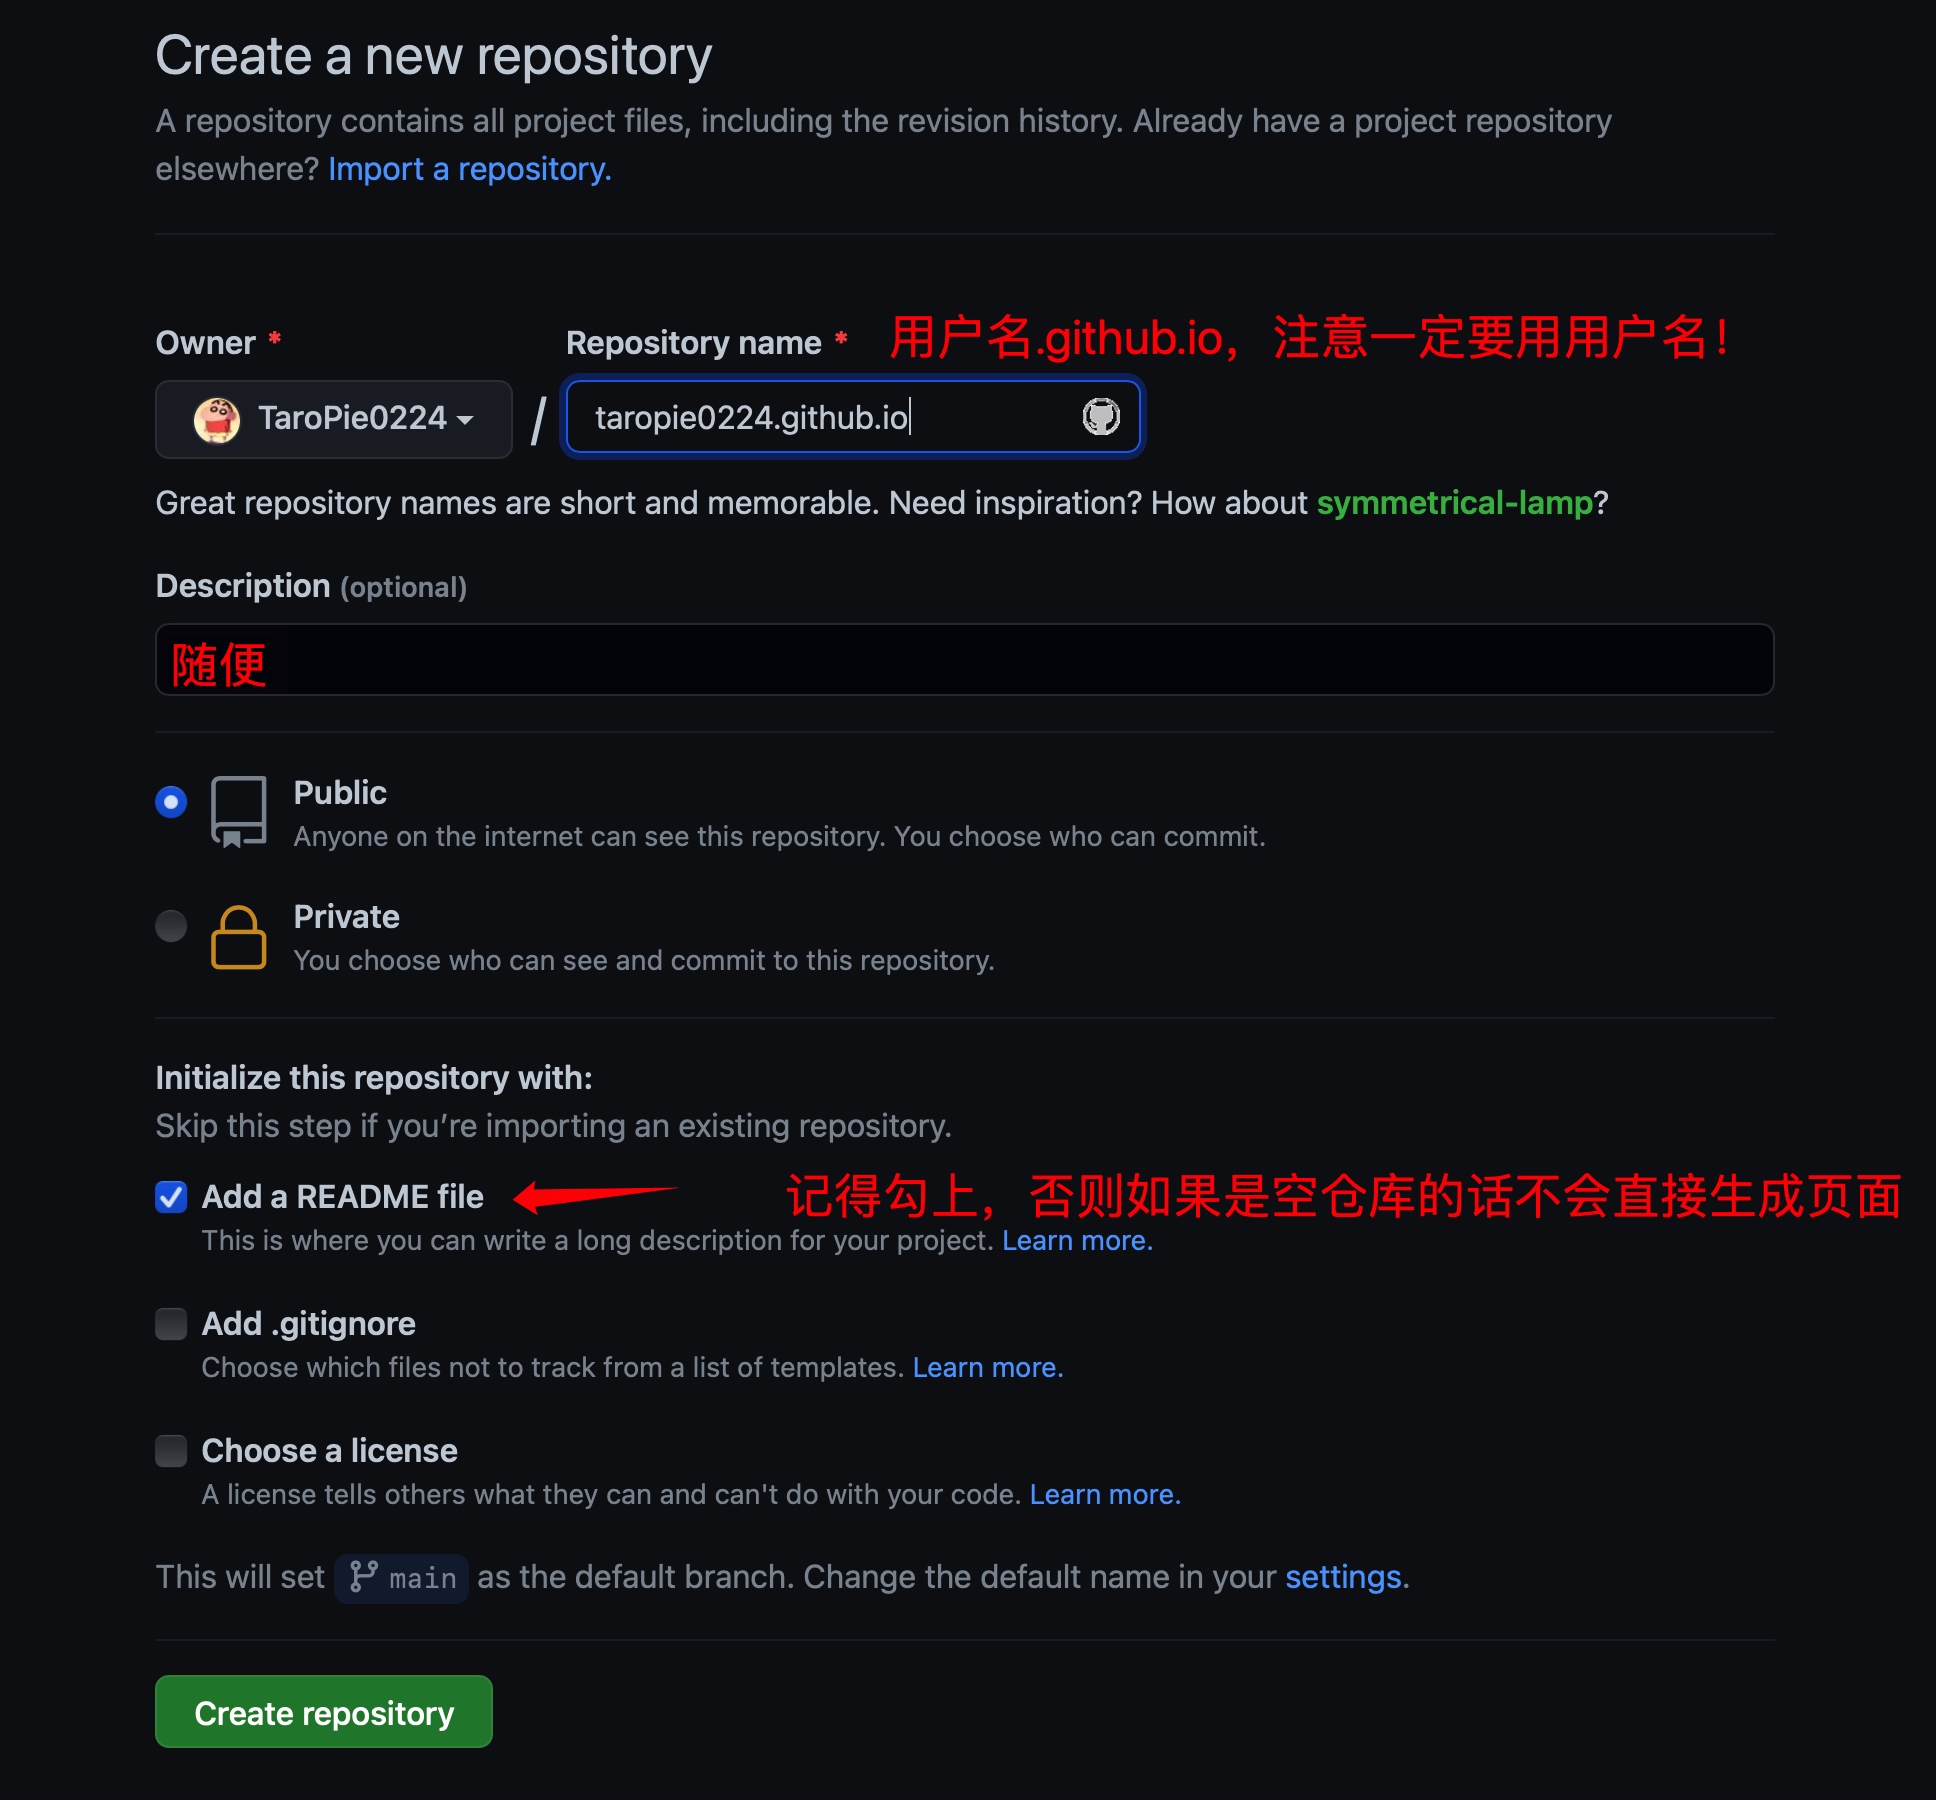 Create a new repository
A repository contains all project files, including the revision history. Already have a project repository
elsewhere? Import a repository.
Owner *
Repository name *
用户名.github.io，注意一定要用用户名！
TaroPie0224
/
taropie0224.github.io
Great repository names are short and memorable. Need inspiration? How about symmetrical-lamp?
Description (optional)
随便
Public
Anyone on the internet can see this repository. You choose who can commit.
Private
You choose who can see and commit to this repository.
Initialize this repository with:
Skip this step if you’re importing an existing repository.
Add a README file
记得勾上，否则如果是空仓库的话不会直接生成页面
This is where you can write a long description for your project. Learn more.
Add .gitignore
Choose which files not to track from a list of templates. Learn more.
Choose a license
A license tells others what they can and can't do with your code. Learn more.
This will set main as the default branch. Change the default name in your settings.
Create repository